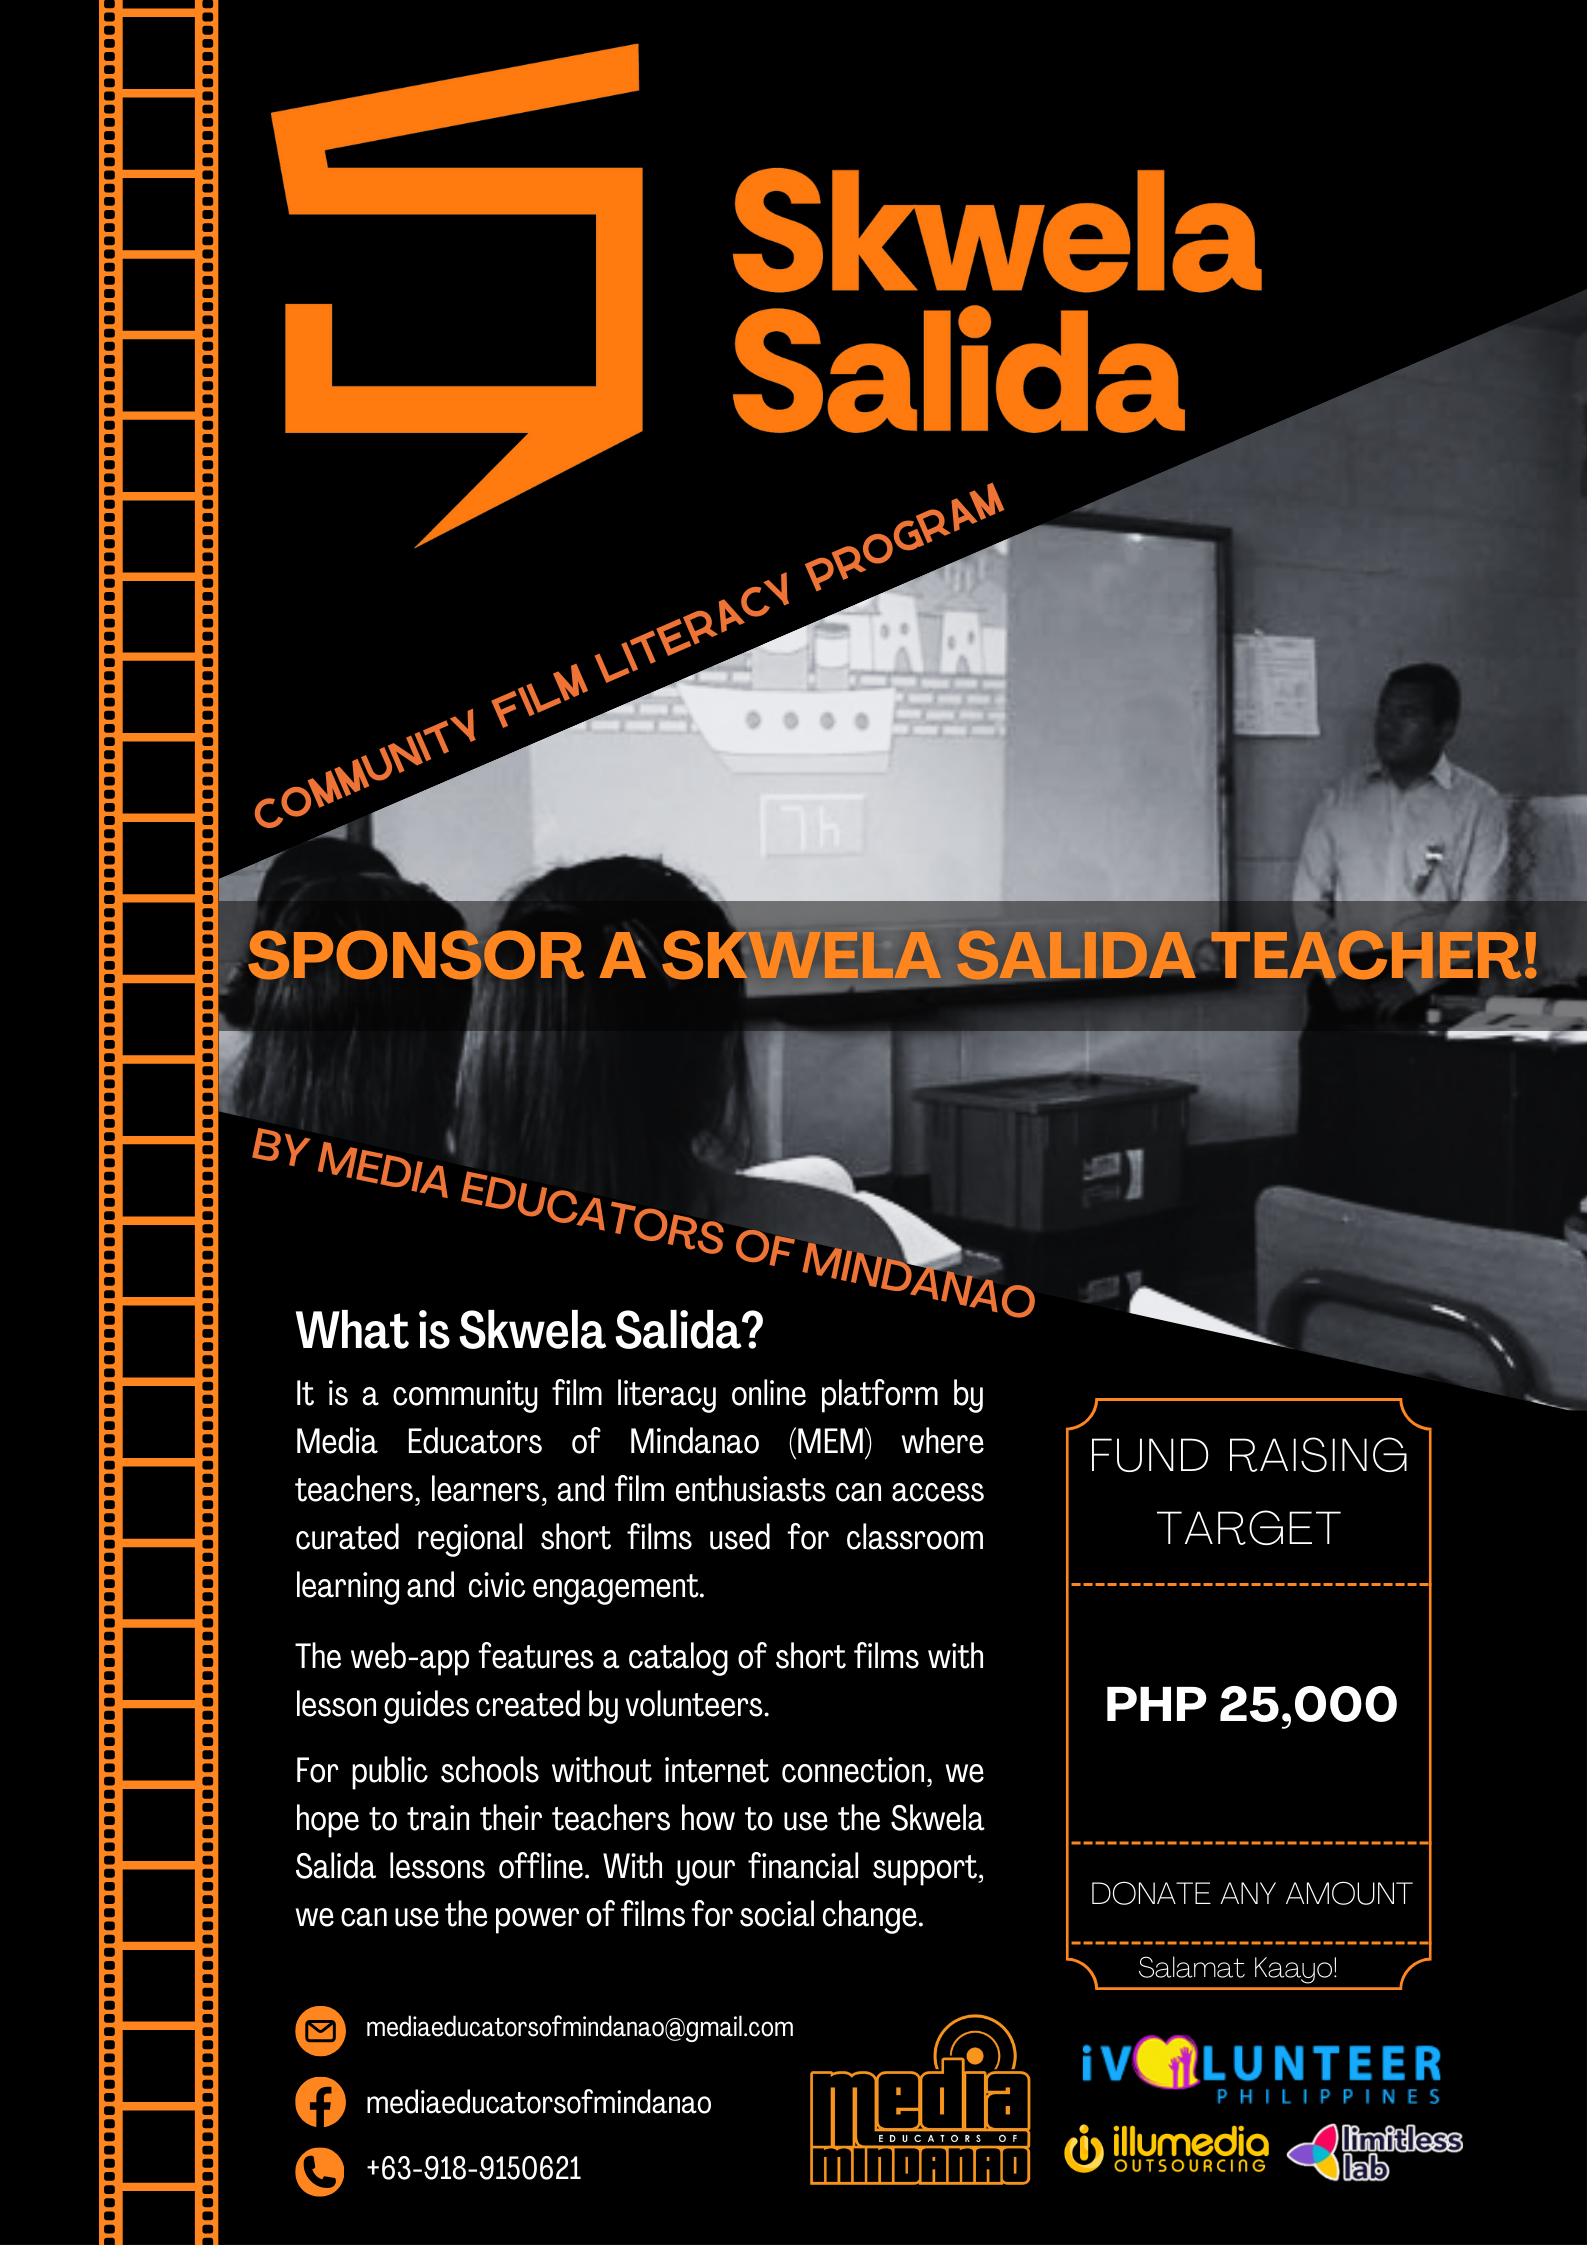 Skwela
Salida
COMMUNITY FILM LITERACY PROGRAM
7h
SPONSOR A SKWELA SALIDA TEACHER!
BY MEDIA EDUCATORS OF MINDANAO
What is Skwela Salida?
It is a community film literacy online platform by
Media Educators of Mindanao (MEM) where
teachers, learners, and film enthusiasts can access
curated regional short films used for classroom
learning and civic engagement.
The web-app features a catalog of short films with
lesson guides created by volunteers.
For public schools without internet connection, we
hope to train their teachers how to use the Skwela
Salida lessons offline. With your financial support,
we can use the power of films for social change.
FUND RAISING
TARGET
PHP 25,000
DONATE ANY AMOUNT
Salamat Kaayo!
mediaeducatorsofmindanao@gmail.com
mediaeducatorsofmindanao
+63-918-9150621
media
EDUCATORS OF
MINDANAO
iVOLUNTEER
PHILIPPINES
illumedia
OUTSOURCING
limitless
lab